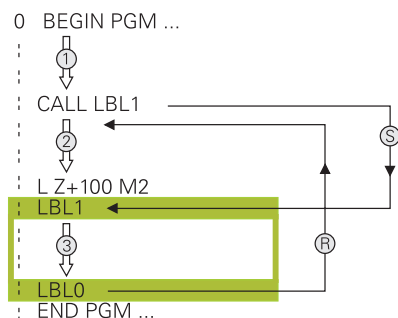 0 BEGIN PGM ...
1
CALL LBL1
S
2
L Z+100 M2
LBL1
R
3
LBL0
END PGM ...